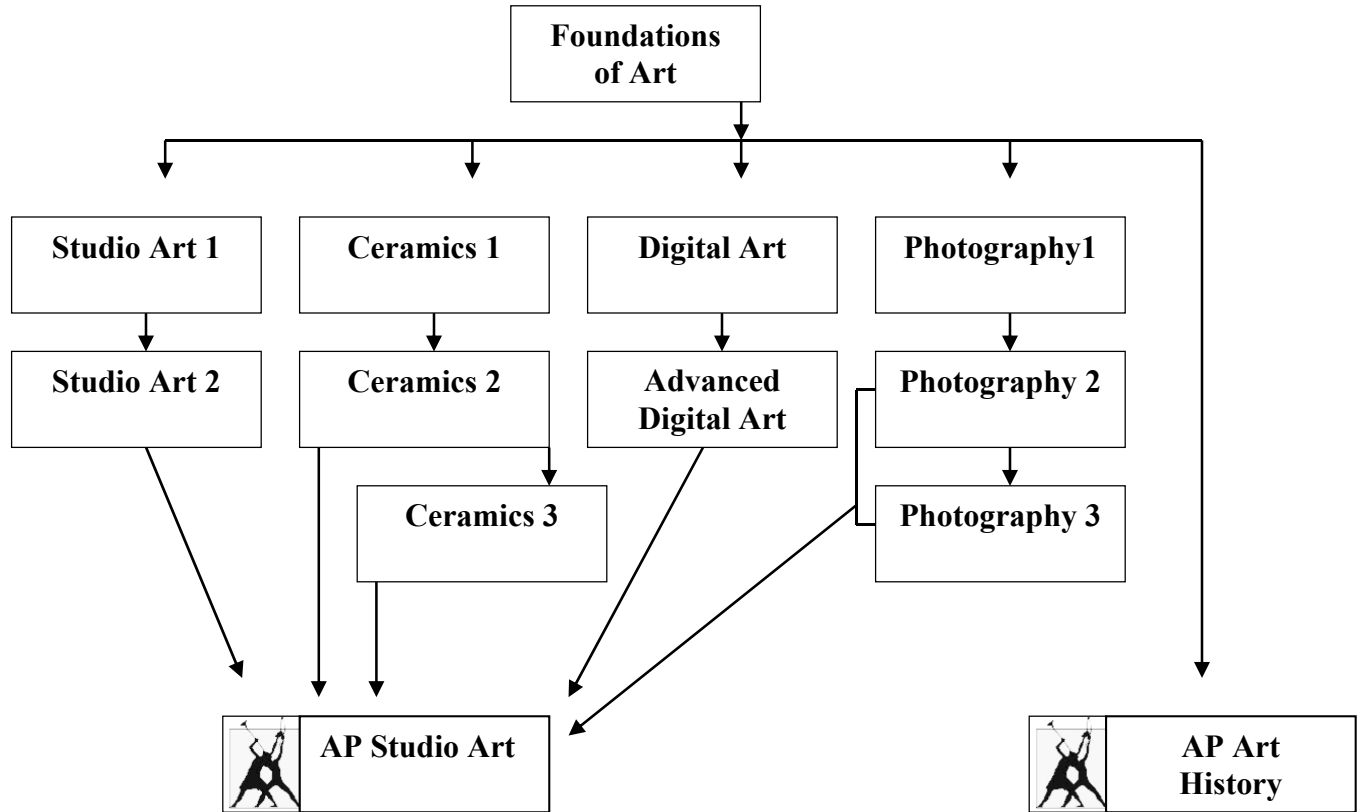 Foundations
of Art
Studio Art 1
Ceramics 1
Digital Art
Photography1
Studio Art 2
Ceramics 2
Advanced
Digital Art
Photography 2
Ceramics 3
Photography 3
AP Studio Art
AP Art
History